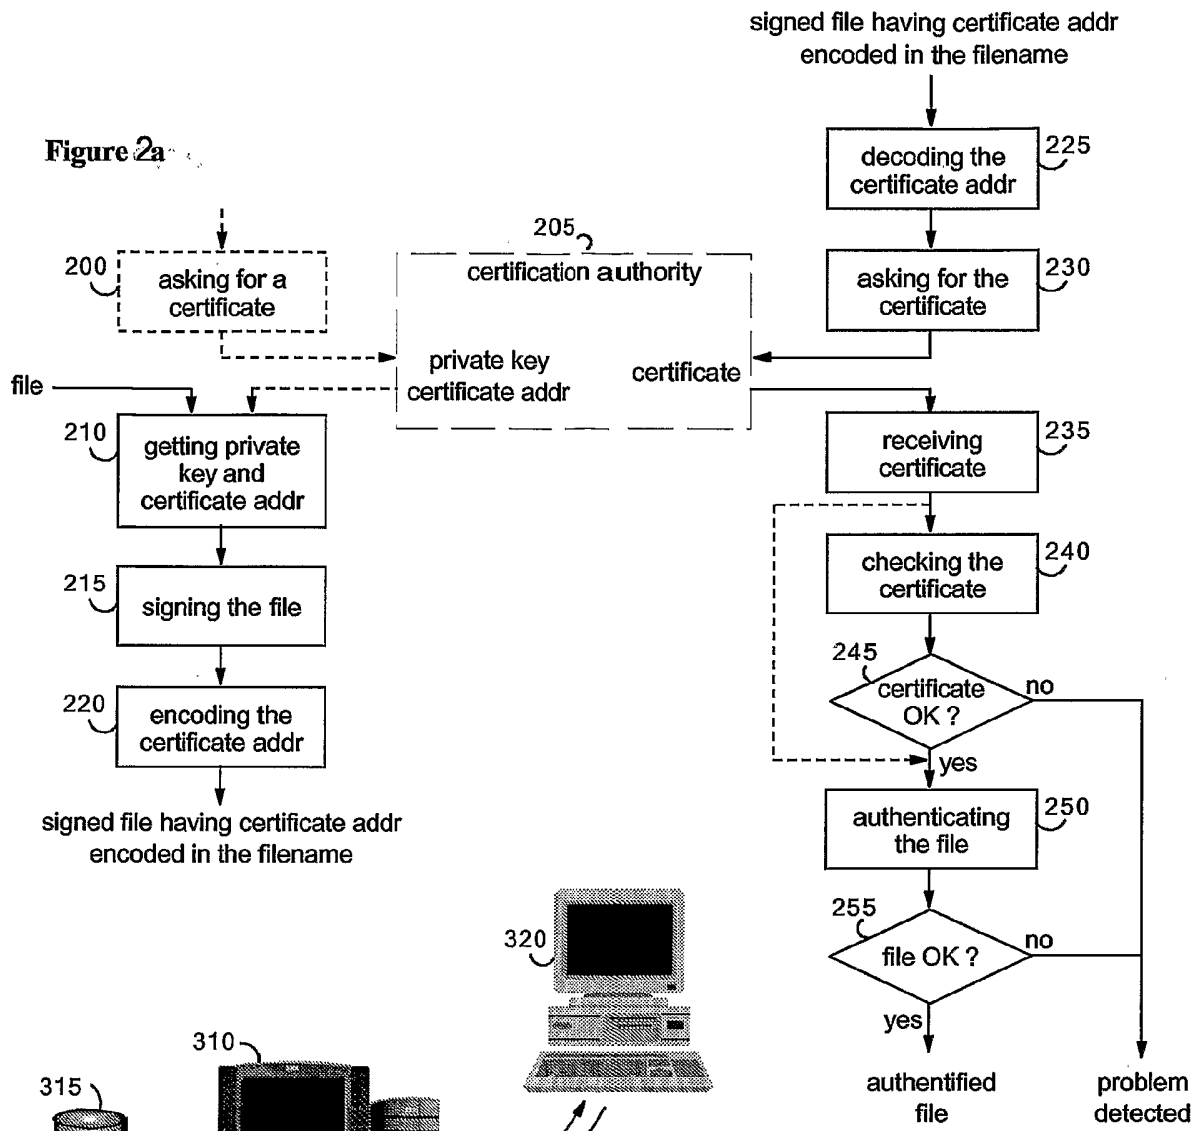 signed file having certificate addr
encoded in the filename
Figure 2a
225
decoding the
certificate addr
205
200
asking for a
certificate
certification authority
230
asking for the
certificate
private key
certificate addr
certificate
file
210
getting private
key and
certificate addr
235
receiving
certificate
215
signing the file
240
checking the
certificate
245
certificate
OK ?
no
yes
220
encoding the
certificate addr
signed file having certificate addr
encoded in the filename
250
authenticating
the file
255
file OK ?
no
yes
authentified
file
problem
detected
320
310
315